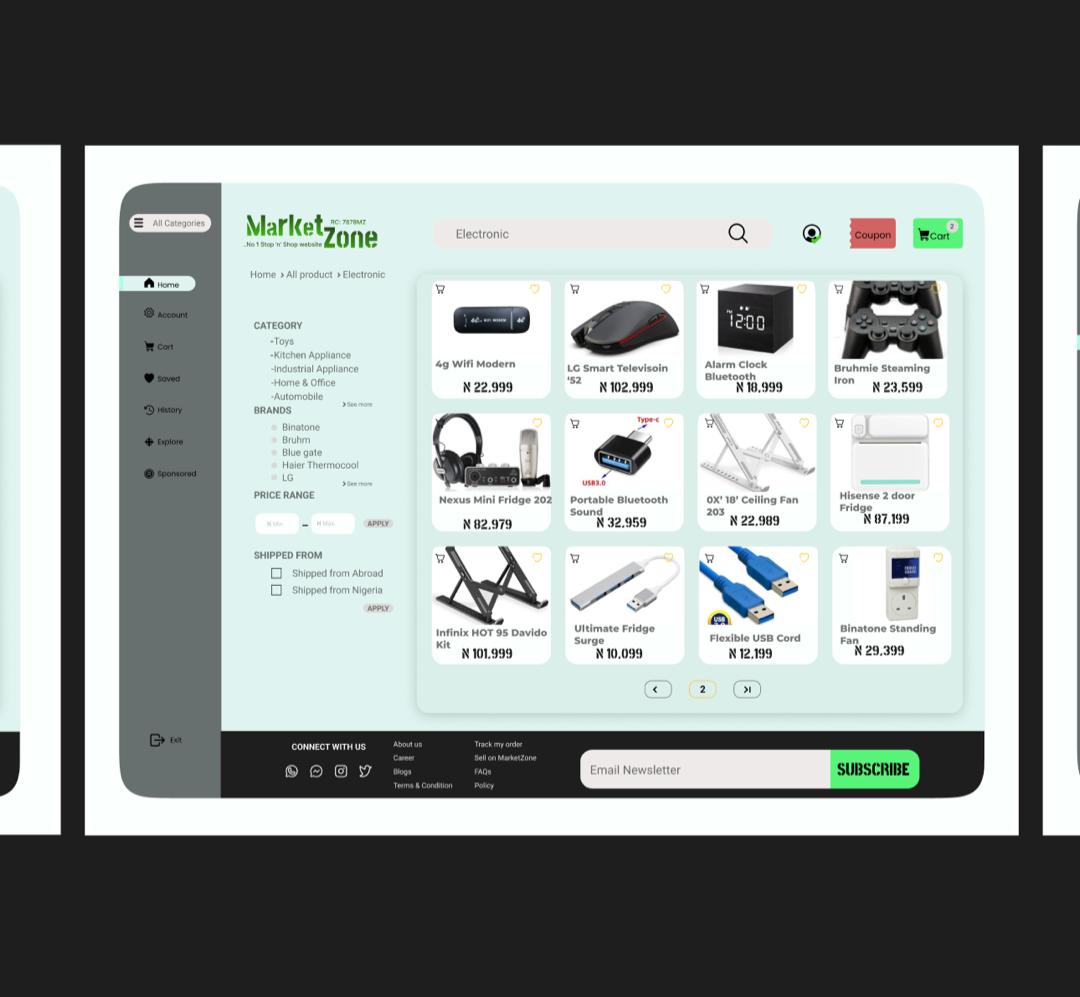 All Categories
Home
Account
Cart
Saved
History
Explore
Sponsored
Exit
Market
RC: 7878MZ
..No 1 Stop 'n' Shop website
Zone
Electronic
Coupon
Cart
2
Home > All product > Electronic
CATEGORY
-Toys
-Kitchen Appliance
-Industrial Appliance
-Home & Office
-Automobile
> See more
BRANDS
Binatone
Bruhm
Blue gate
Haier Thermocool
LG
> See more
PRICE RANGE
₦ Min
–
₦ Max
APPLY
SHIPPED FROM
Shipped from Abroad
Shipped from Nigeria
APPLY
4G WIFI MODEM 4G
4g Wifi Modern
₦ 22,999
LG Smart Televisoin
‘52
₦ 102,999
12:00
Alarm Clock
Bluetooth
₦ 18,999
Bruhmie Steaming
Iron
₦ 23,599
Nexus Mini Fridge 202
₦ 82,979
Type-c
USB3.0
Portable Bluetooth
Sound
₦ 32,959
0X’ 18’ Ceiling Fan
203
₦ 22,989
Hisense 2 door
Fridge
₦ 87,199
Infinix HOT 95 Davido
Kit
₦ 101,999
Ultimate Fridge
Surge
₦ 10,099
USB
Flexible USB Cord
₦ 12,199
Binatone Standing
Fan
₦ 29,399
2
CONNECT WITH US
About us
Career
Blogs
Terms & Condition
Track my order
Sell on MarketZone
FAQs
Policy
Email Newsletter
SUBSCRIBE